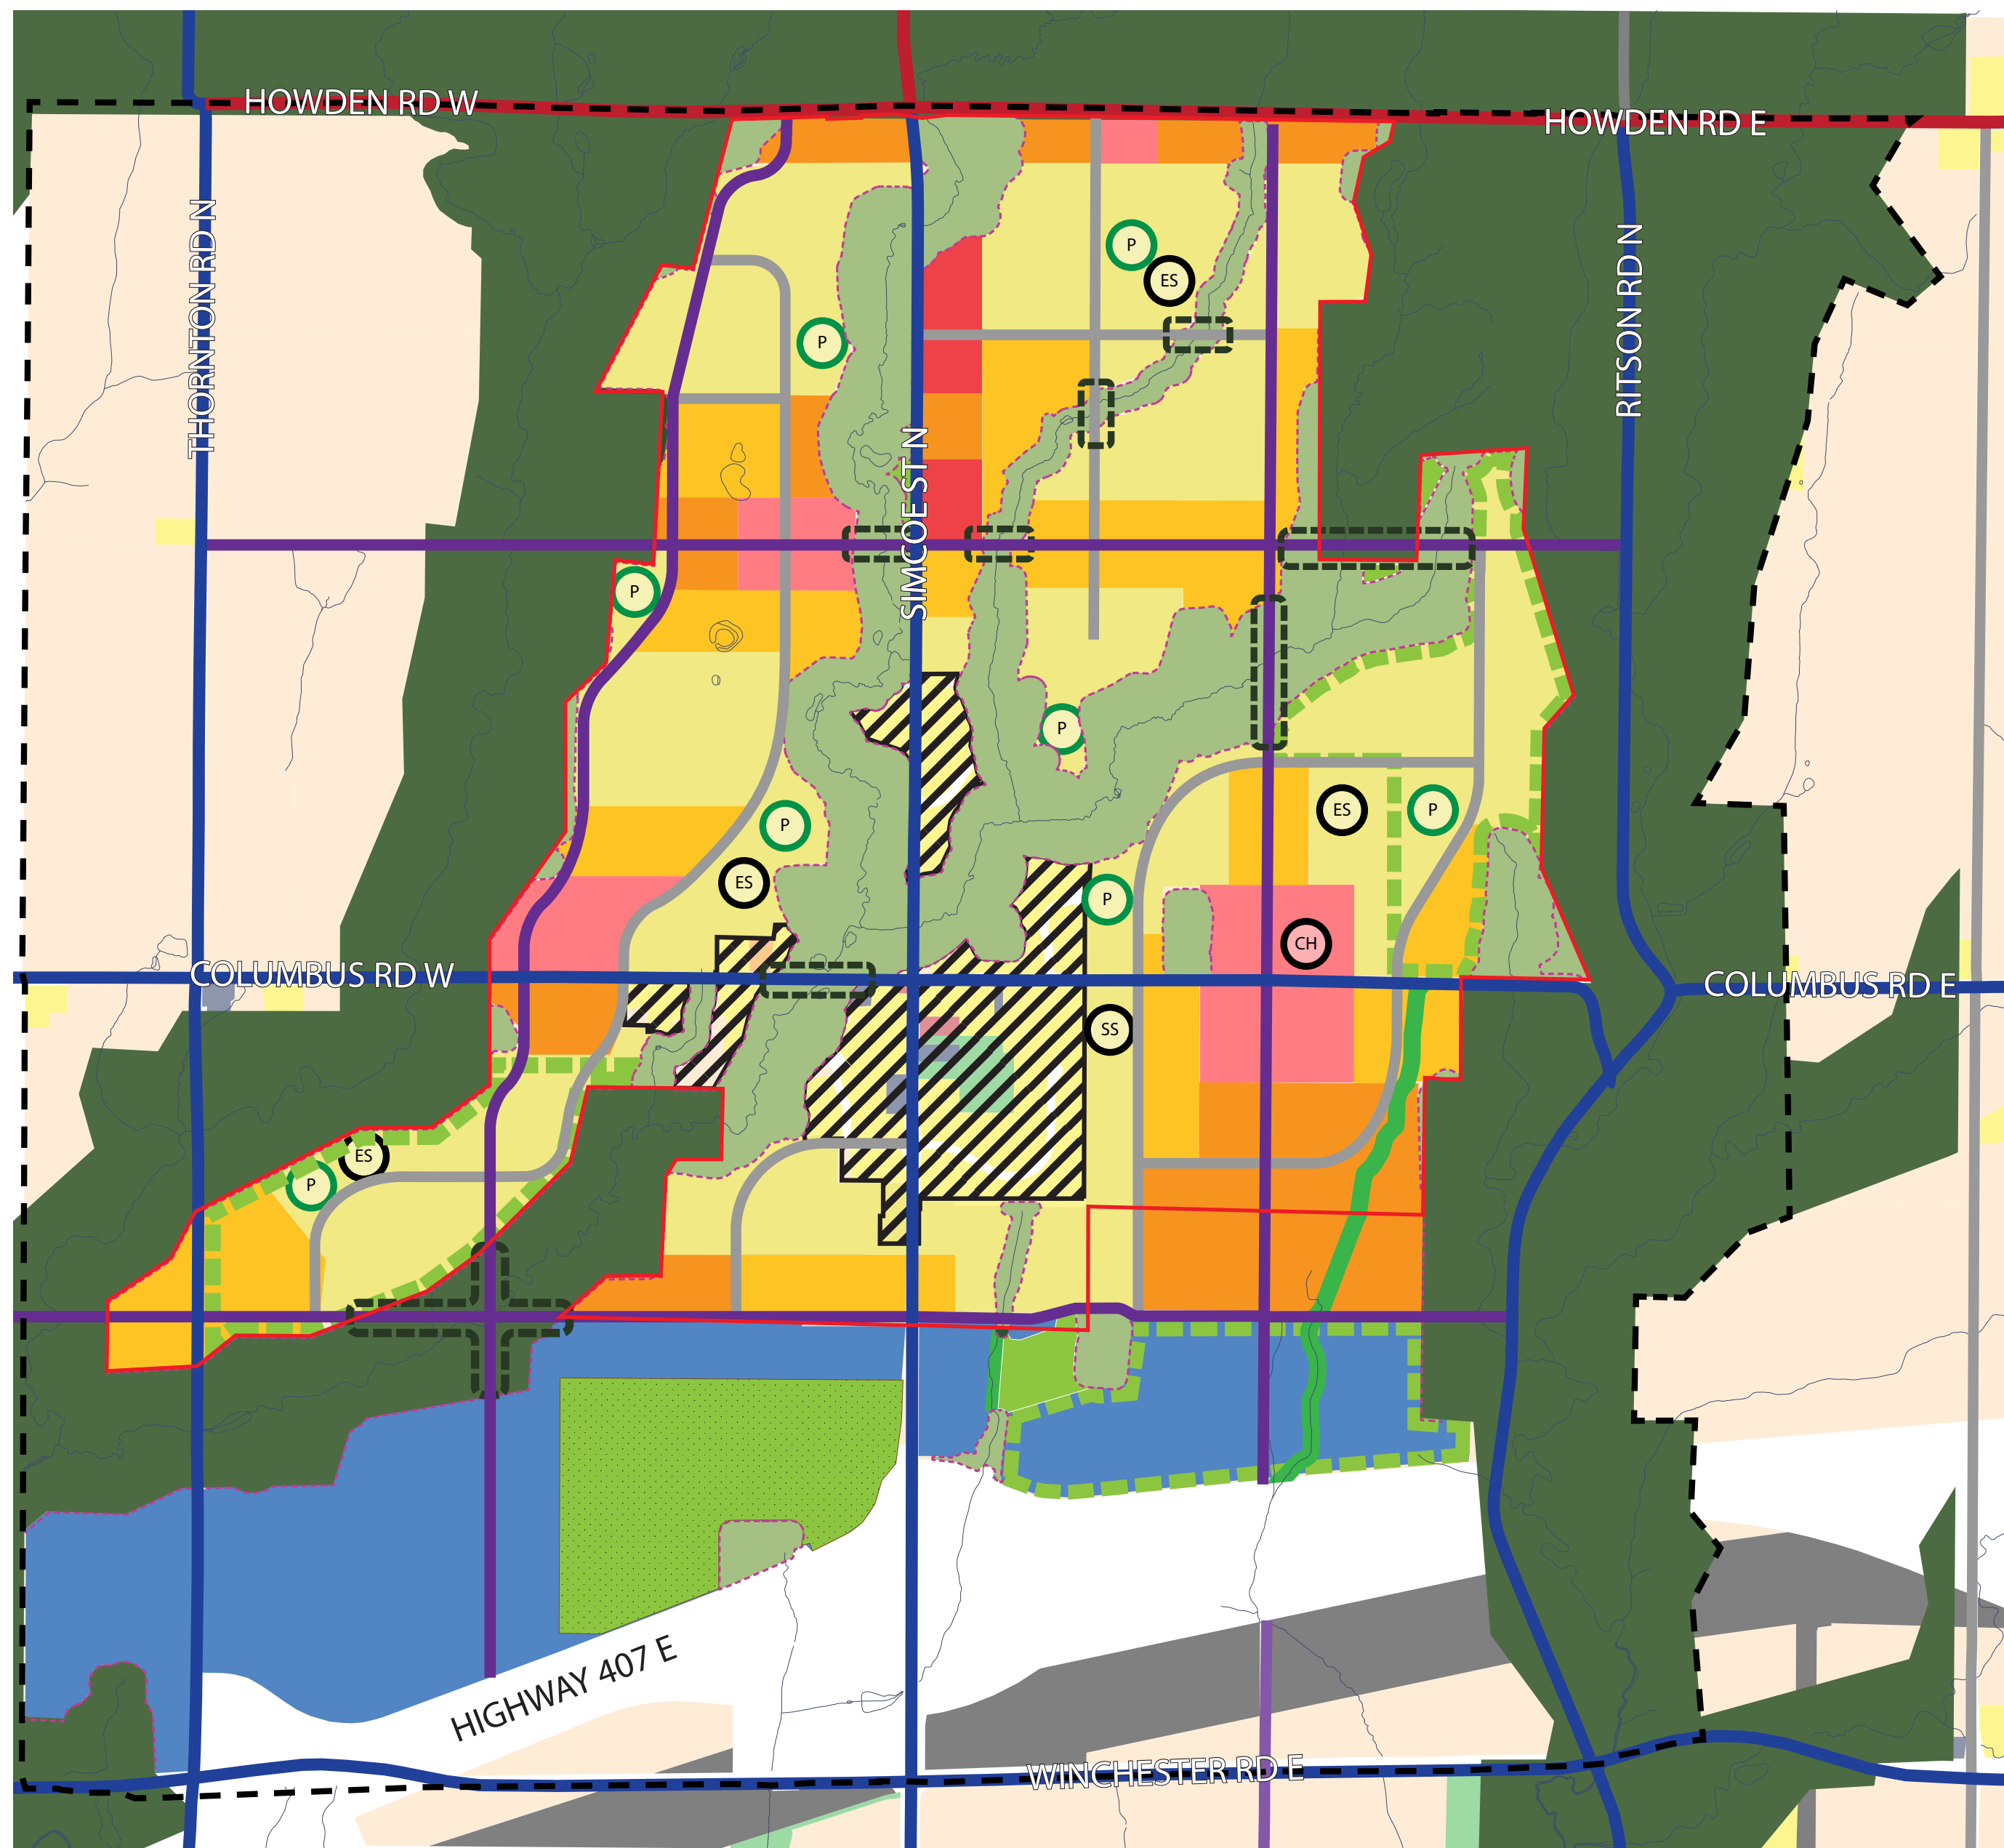 HOWDEN RD W
HOWDEN RD E
THORNTON RD N
SIMCOE ST N
RITSON RD N
P
ES
P
P
P
P
ES
P
ES
P
CH
COLUMBUS RD W
COLUMBUS RD E
SS
ES
P
HIGHWAY 407 E
WINCHESTER RD E